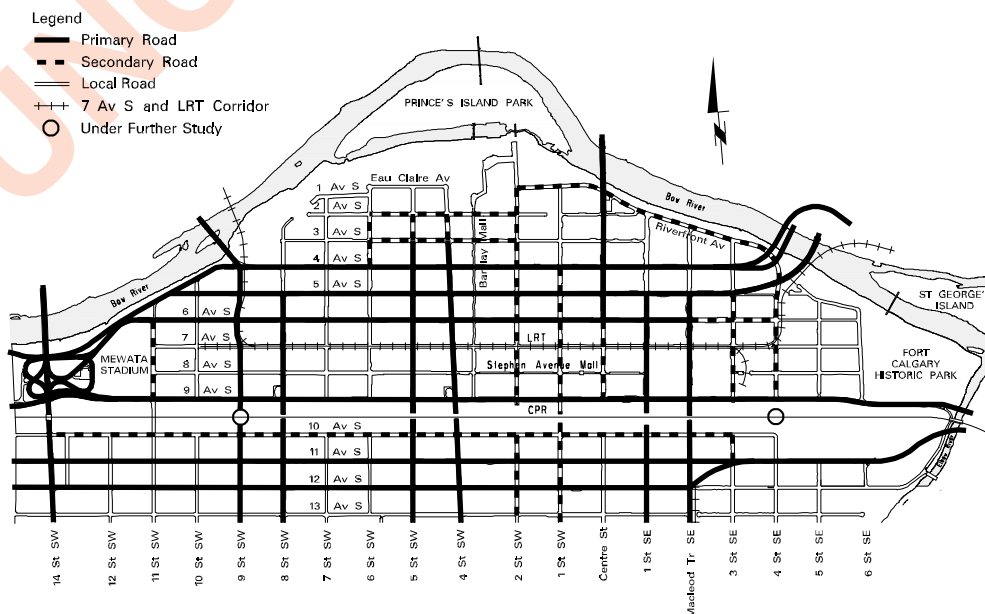 UNC
Legend
Primary Road
Secondary Road
Local Road
7 Av S and LRT Corridor
Under Further Study
PRINCE'S ISLAND PARK
Eau Claire Av
1 Av S
2 Av S
3 Av S
4 Av S
5 Av S
6 Av S
7 Av S
8 Av S
9 Av S
10 Av S
11 Av S
12 Av S
13 Av S
Barclay Mall
Bow River
Riverfront Av
Bow River
ST GEORGE'
ISLAND
MEWATA
STADIUM
LRT
Stephen Avenue Mall
FORT
CALGARY
HISTORIC PARK
CPR
Elbow River
14 St SW
12 St SW
11 St SW
10 St SW
9 St SW
8 St SW
7 St SW
6 St SW
5 St SW
4 St SW
2 St SW
1 St SW
Centre St
1 St SE
Macleod Tr SE
3 St SE
4 St SE
5 St SE
6 St SE